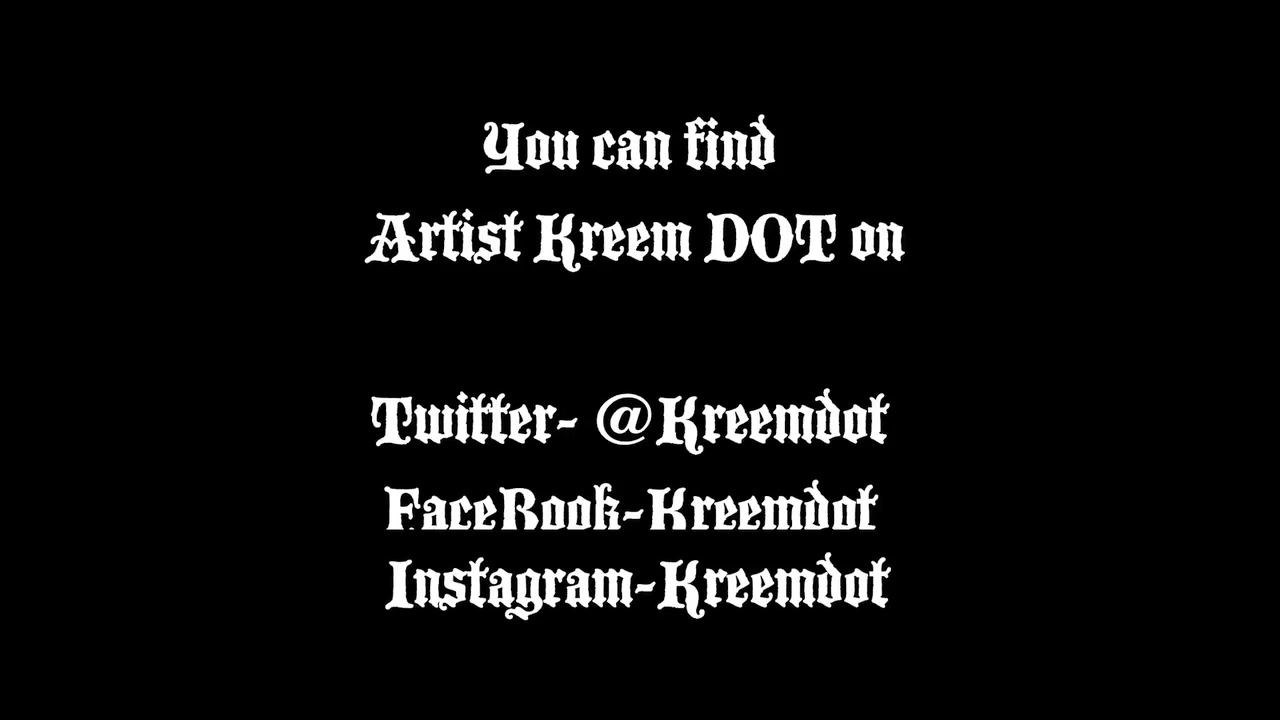 You can find
Artist Kreem DOT on
Twitter- @Kreemdot
FaceBook-Kreemdot
Instagram-Kreemdot